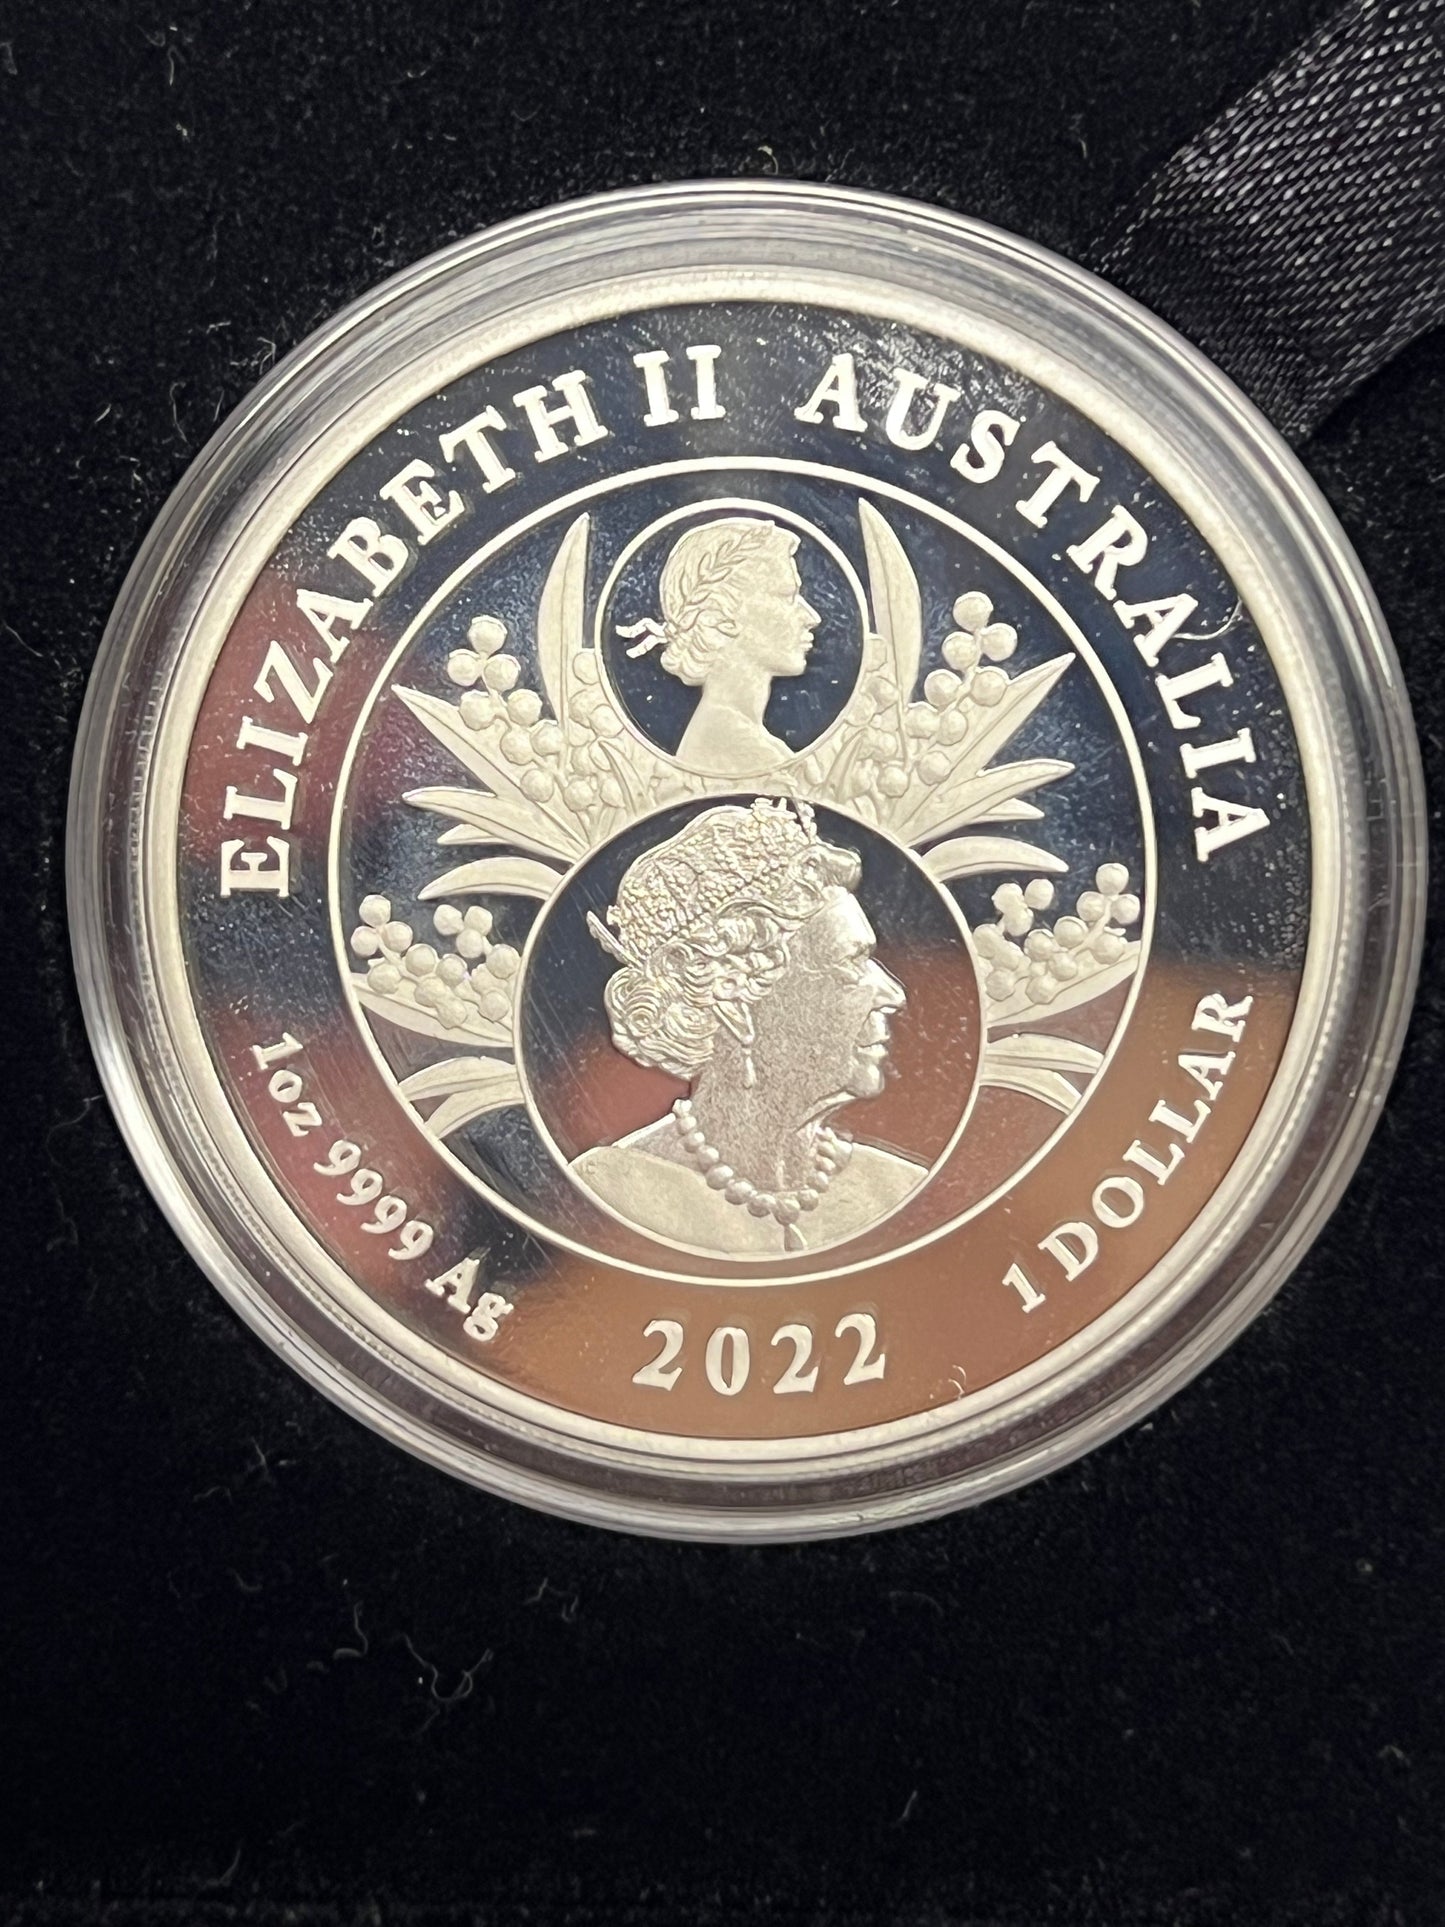 ELIZABETH II AUSTRALIA
1oz 9999 Ag
2022
1 DOLLAR